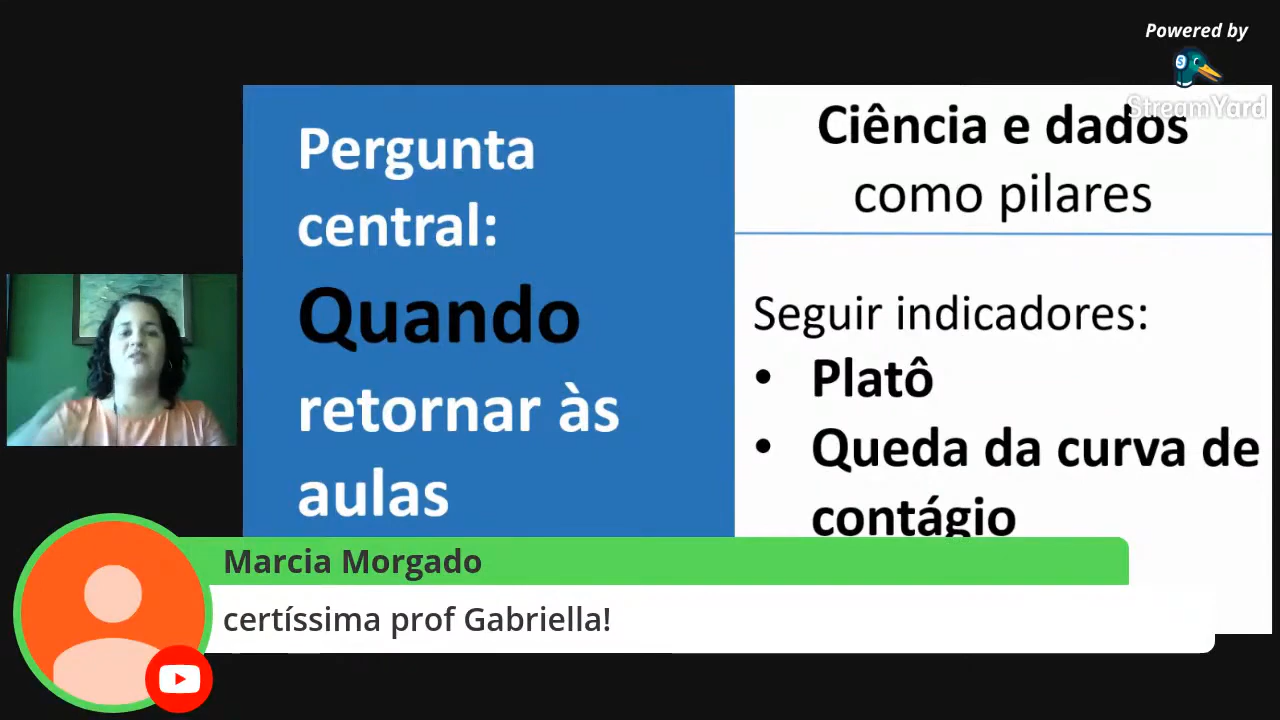 Powered by
StreamYard
Pergunta
central:
Quando
retornar às
aulas
Ciência e dados
como pilares
Seguir indicadores:
• Platô
• Queda da curva de
contágio
Marcia Morgado
certíssima prof Gabriella!